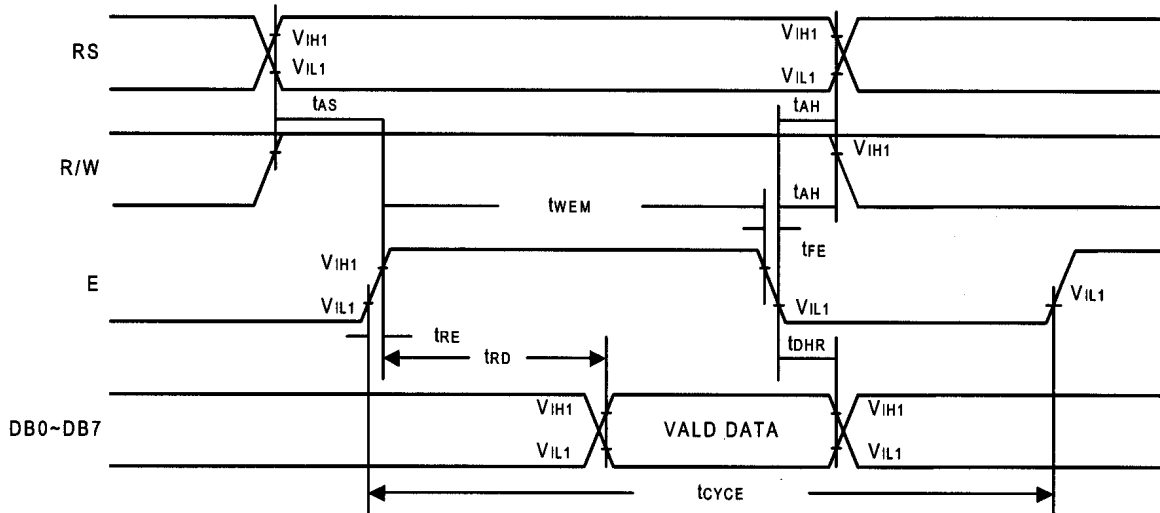 RS
VIH1
VIL1
VIH1
VIL1
tAS
tAH
R/W
VIH1
tWEM
tAH
tFE
E
VIH1
VIL1
VIL1
VIL1
tRE
tRD
tDHR
DB0~DB7
VIH1
VIL1
VALD DATA
VIH1
VIL1
tCYCE